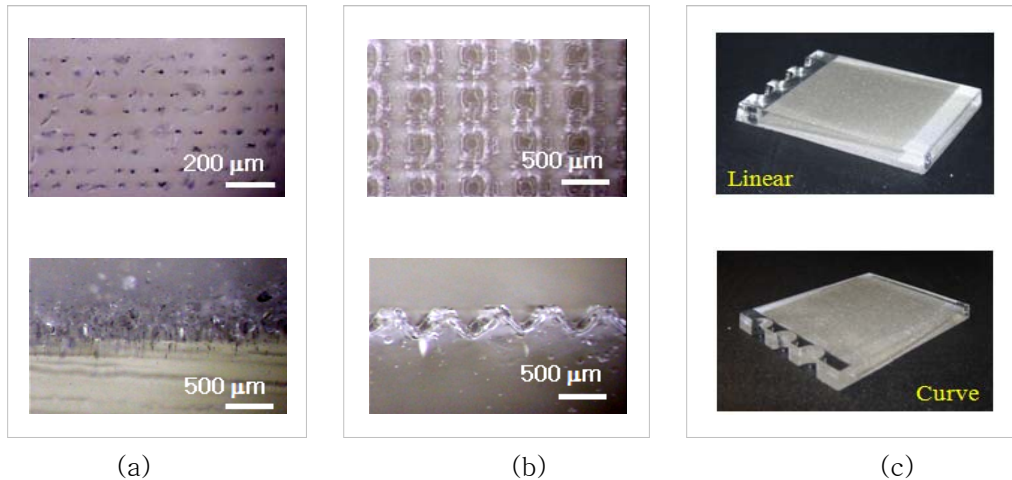 200 μm
500 μm
Linear
500 μm
500 μm
Curve
(a)
(b)
(c)